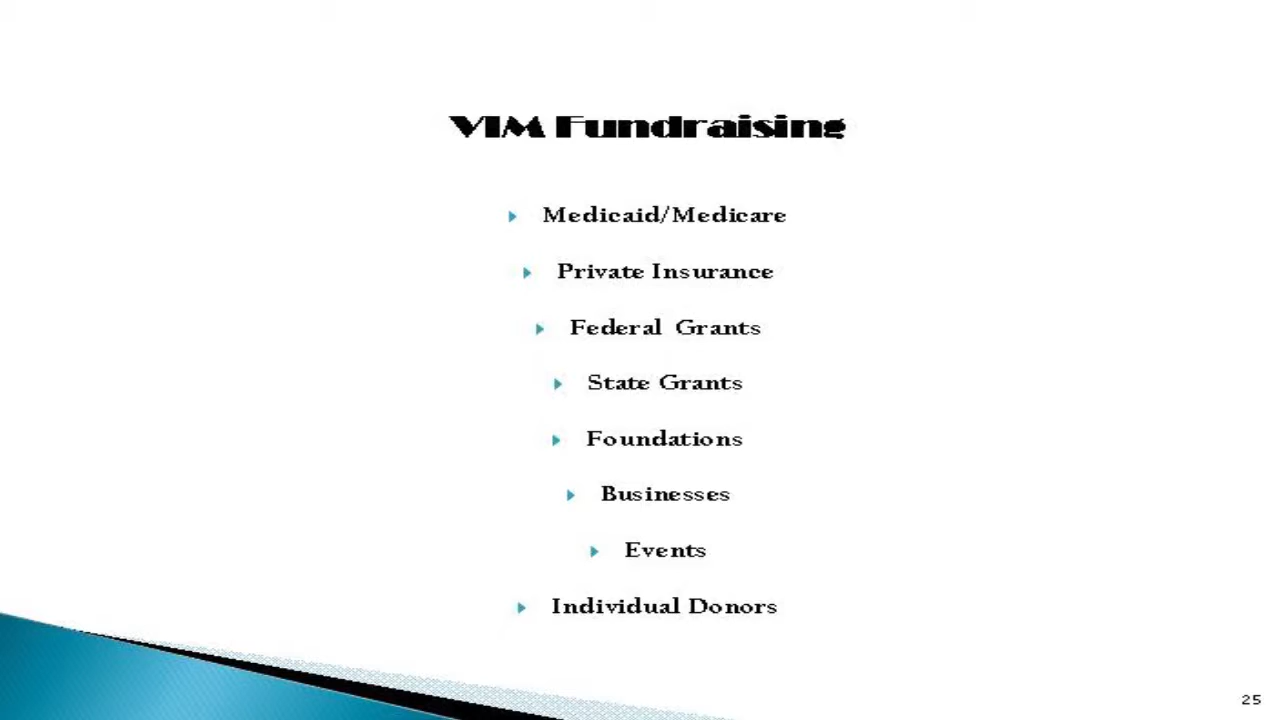 VIM Fundraising
Medicaid/Medicare
Private Insurance
Federal Grants
State Grants
Foundations
Businesses
Events
Individual Donors
25